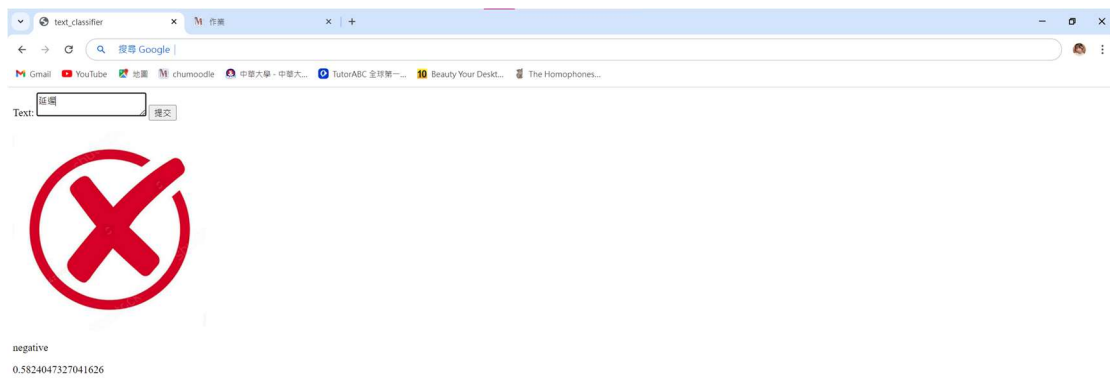 text_classifier
作業
搜尋 Google
Gmail YouTube 地圖 chumoodle 中華大學 - 中華大... TutorABC 全球第一... Beauty Your Deskt... The Homophones...
Text: 延遲 提交
negative
0.5824047327041626